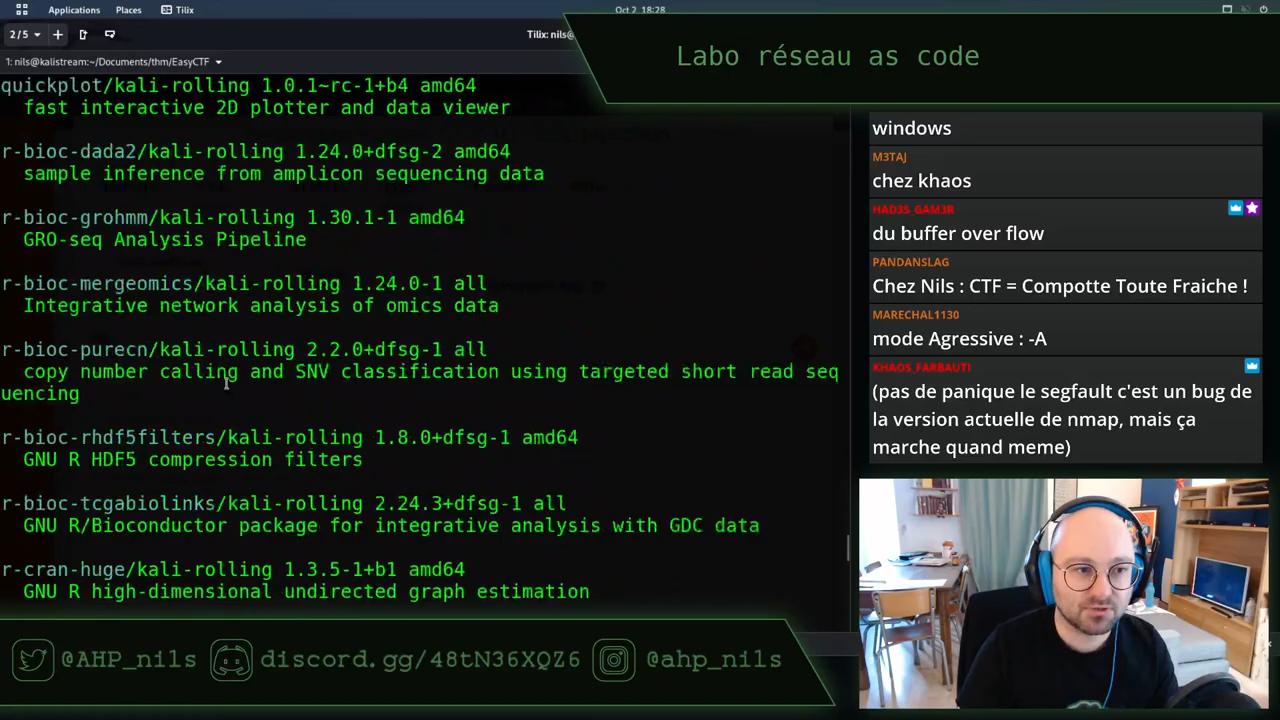 Applications Places Tilix
Oct 2 18:28
2/5
Tilix: nils@
1: nils@kalistream:~/Documents/thm/EasyCTF
Labo réseau as code
quickplot/kali-rolling 1.0.1~rc-1+b4 amd64
fast interactive 2D plotter and data viewer
r-bioc-dada2/kali-rolling 1.24.0+dfsg-2 amd64
sample inference from amplicon sequencing data
r-bioc-grohmm/kali-rolling 1.30.1-1 amd64
GRO-seq Analysis Pipeline
r-bioc-mergeomics/kali-rolling 1.24.0-1 all
Integrative network analysis of omics data
r-bioc-purecn/kali-rolling 2.2.0+dfsg-1 all
copy number calling and SNV classification using targeted short read seq
uencing
r-bioc-rhdf5filters/kali-rolling 1.8.0+dfsg-1 amd64
GNU R HDF5 compression filters
r-bioc-tcgabiolinks/kali-rolling 2.24.3+dfsg-1 all
GNU R/Bioconductor package for integrative analysis with GDC data
r-cran-huge/kali-rolling 1.3.5-1+b1 amd64
GNU R high-dimensional undirected graph estimation
windows
M3TAJ
chez khaos
HAD3S_GAM3R
du buffer over flow
PANDANSLAG
Chez Nils : CTF = Compotte Toute Fraiche !
MARECHAL1130
mode Agressive : -A
KHAOS_FARBAUTI
(pas de panique le segfault c'est un bug de
la version actuelle de nmap, mais ça
marche quand meme)
@AHP_nils discord.gg/48tN36XQZ6 @ahp_nils